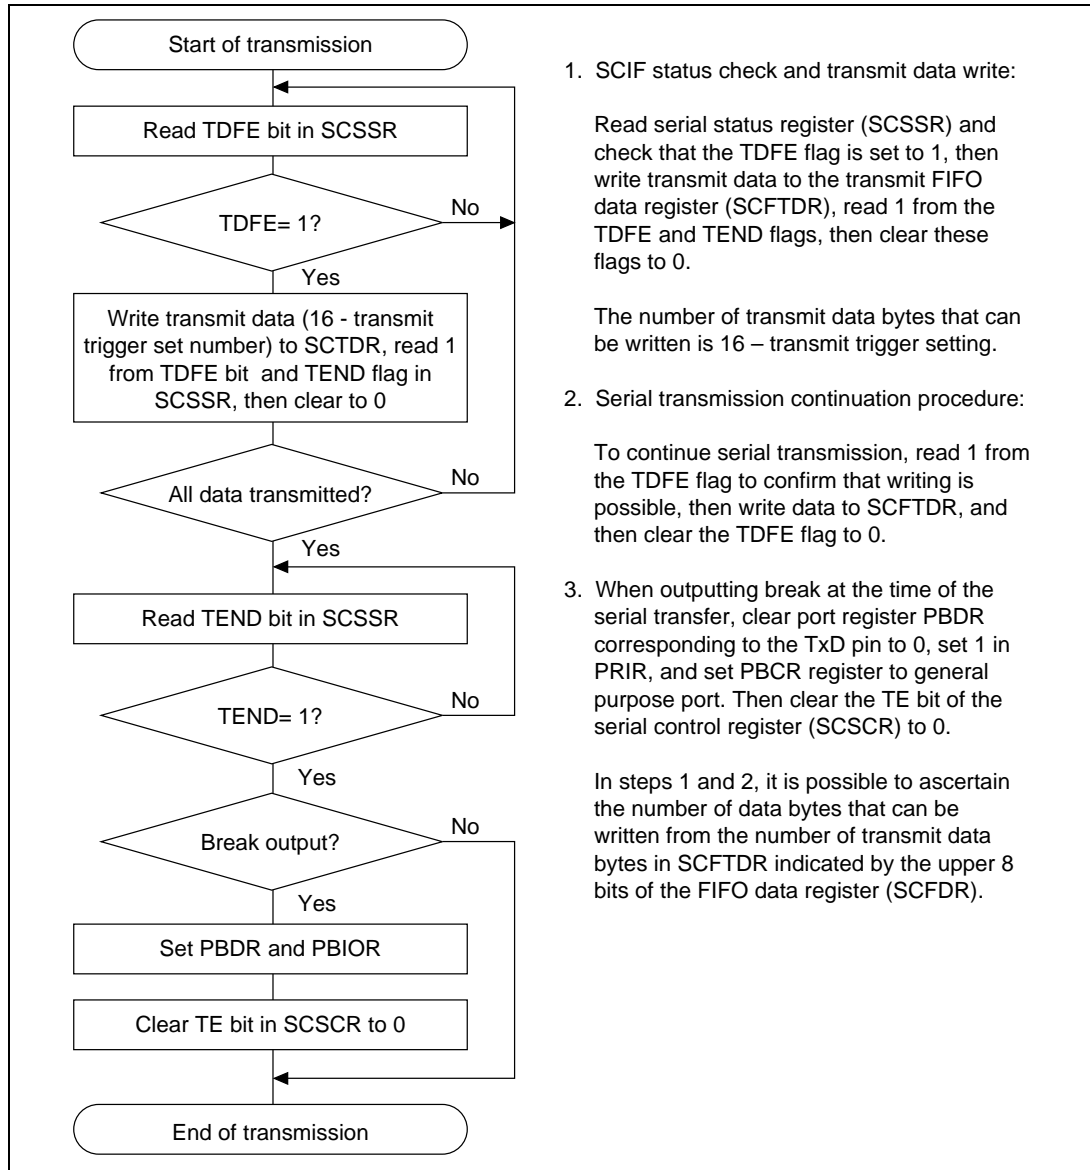 Start of transmission
Read TDFE bit in SCSSR
TDFE= 1?
No
Yes
Write transmit data (16 - transmit
trigger set number) to SCTDR, read 1
from TDFE bit  and TEND flag in
SCSSR, then clear to 0
All data transmitted?
No
Yes
Read TEND bit in SCSSR
TEND= 1?
No
Yes
Break output?
No
Yes
Set PBDR and PBIOR
Clear TE bit in SCSCR to 0
End of transmission
1. SCIF status check and transmit data write:
Read serial status register (SCSSR) and
check that the TDFE flag is set to 1, then
write transmit data to the transmit FIFO
data register (SCFTDR), read 1 from the
TDFE and TEND flags, then clear these
flags to 0.
The number of transmit data bytes that can
be written is 16 – transmit trigger setting.
2. Serial transmission continuation procedure:
To continue serial transmission, read 1 from
the TDFE flag to confirm that writing is
possible, then write data to SCFTDR, and
then clear the TDFE flag to 0.
3. When outputting break at the time of the
serial transfer, clear port register PBDR
corresponding to the TxD pin to 0, set 1 in
PRIR, and set PBCR register to general
purpose port. Then clear the TE bit of the
serial control register (SCSCR) to 0.
In steps 1 and 2, it is possible to ascertain
the number of data bytes that can be
written from the number of transmit data
bytes in SCFTDR indicated by the upper 8
bits of the FIFO data register (SCFDR).